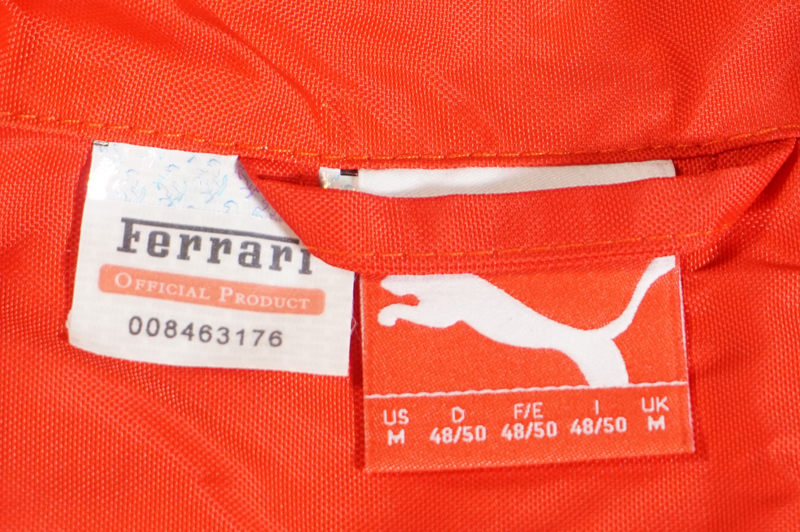 Ferrari
OFFICIAL PRODUCT
008463176
US D F/E I UK
M 48/50 48/50 48/50 M